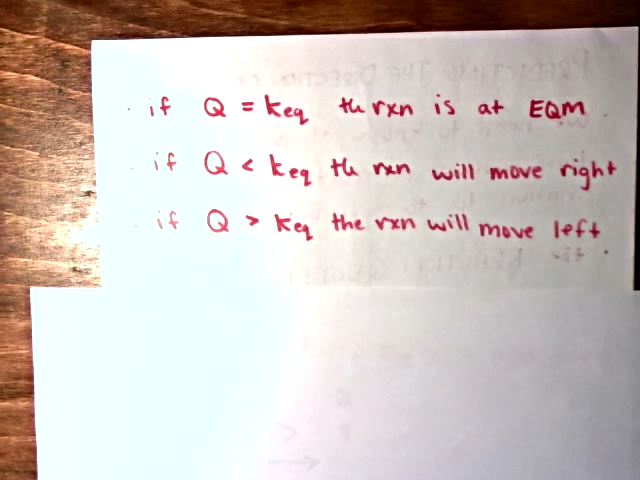 · if Q = Keq th rxn is at EQM.
· if Q < Keq th rxn will move right
· if Q > Keq the rxn will move left.